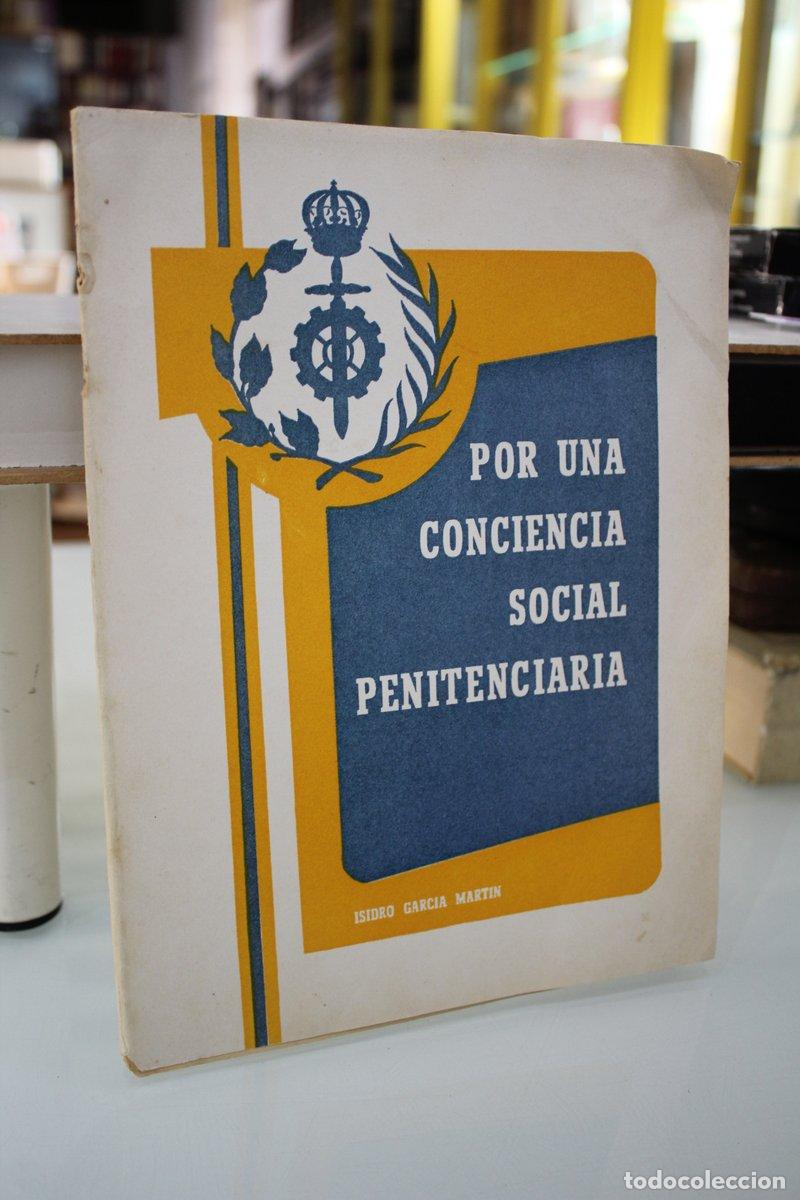 POR UNA
CONCIENCIA
SOCIAL
PENITENCIARIA
ISIDRO GARCIA MARTIN
todocoleccion